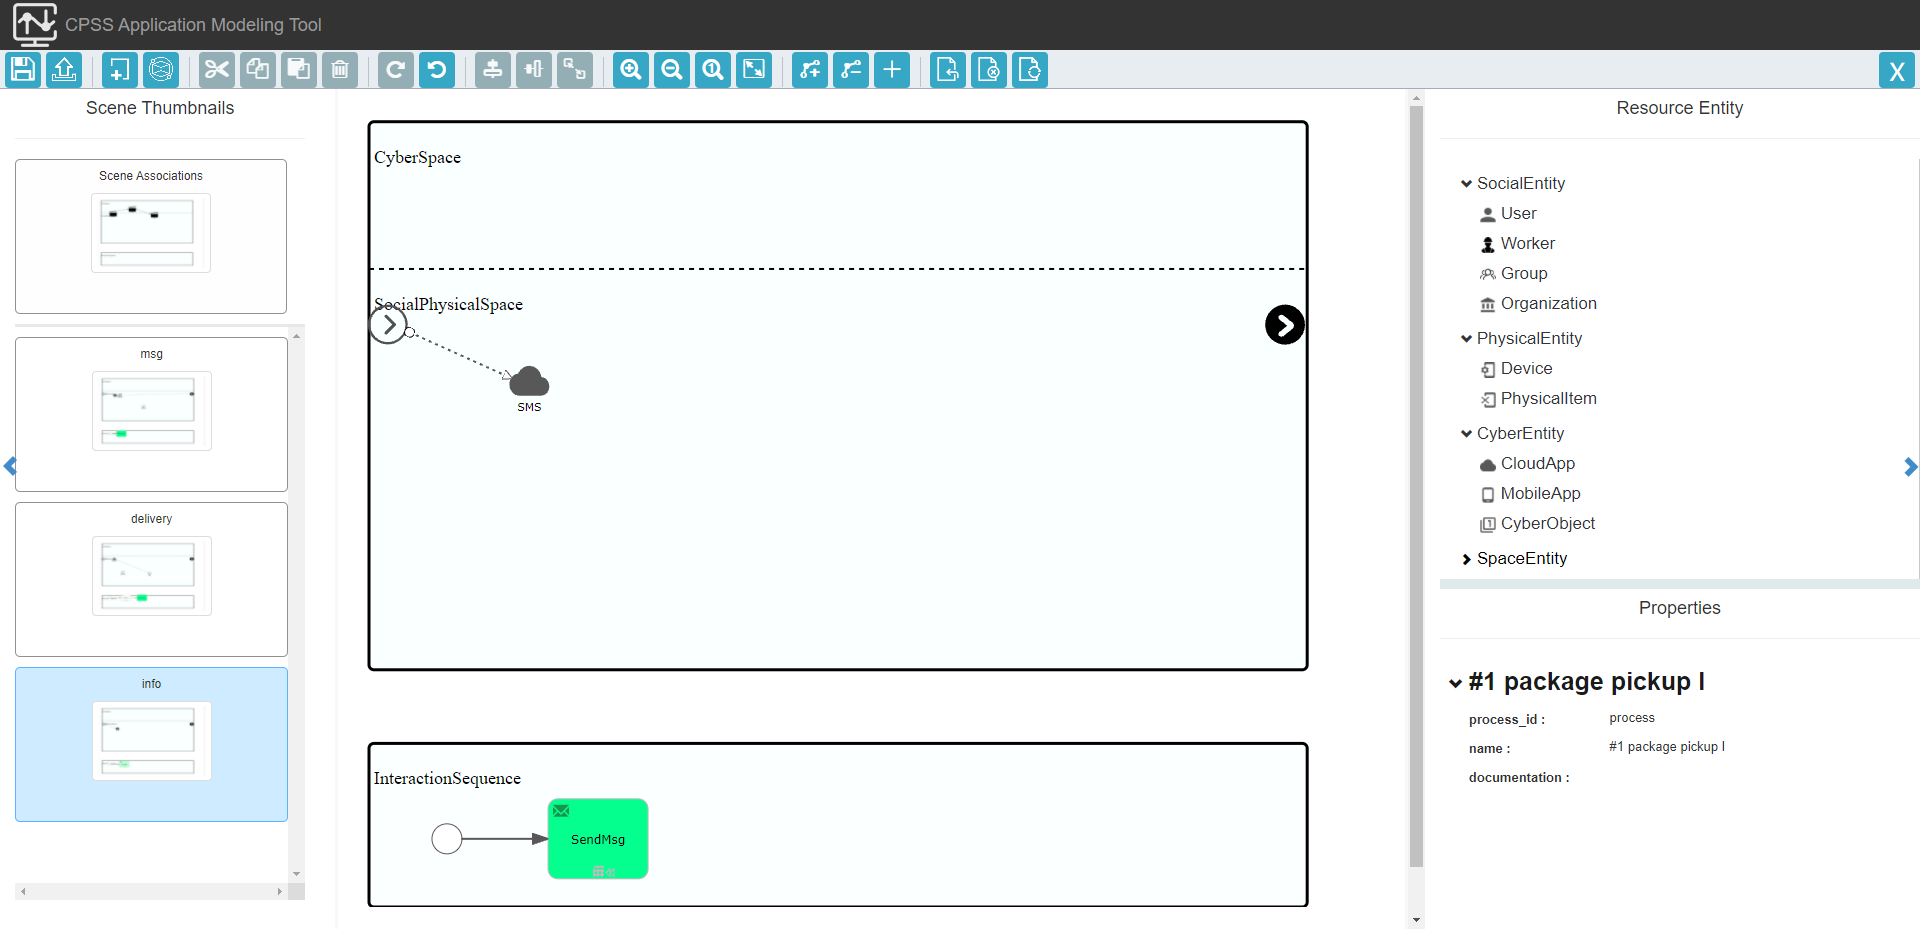 CPSS Application Modeling Tool
X
Scene Thumbnails
Scene Associations
msg
delivery
info
CyberSpace
SocialPhysicalSpace
SMS
InteractionSequence
SendMsg
Resource Entity
SocialEntity
User
Worker
Group
Organization
PhysicalEntity
Device
PhysicalItem
CyberEntity
CloudApp
MobileApp
CyberObject
SpaceEntity
Properties
#1 package pickup l
process_id : process
name : #1 package pickup l
documentation :